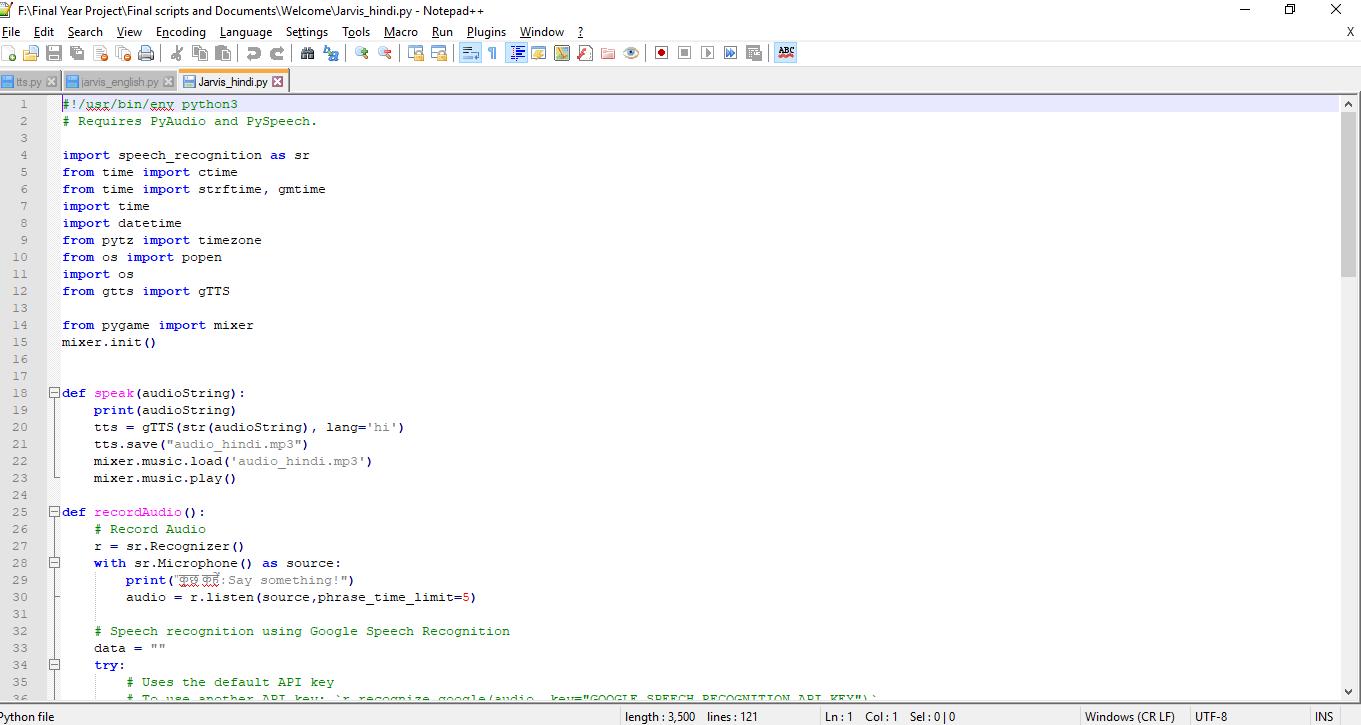 F:\Final Year Project\Final scripts and Documents\Welcome\Jarvis_hindi.py - Notepad++
File Edit Search View Encoding Language Settings Tools Macro Run Plugins Window ? X
tts.py jarvis_english.py Jarvis_hindi.py
1 #!/usr/bin/env python3
2 # Requires PyAudio and PySpeech.
3
4 import speech_recognition as sr
5 from time import ctime
6 from time import strftime, gmtime
7 import time
8 import datetime
9 from pytz import timezone
10 from os import popen
11 import os
12 from gtts import gTTS
13
14 from pygame import mixer
15 mixer.init()
16
17
18 def speak(audioString):
19 print(audioString)
20 tts = gTTS(str(audioString), lang='hi')
21 tts.save("audio_hindi.mp3")
22 mixer.music.load('audio_hindi.mp3')
23 mixer.music.play()
24
25 def recordAudio():
26 # Record Audio
27 r = sr.Recognizer()
28 with sr.Microphone() as source:
29 print("कुछ कहें:Say something!")
30 audio = r.listen(source,phrase_time_limit=5)
31
32 # Speech recognition using Google Speech Recognition
33 data = ""
34 try:
35 # Uses the default API key
36 # To use another API key: `r.recognize_google(audio, key="GOOGLE_SPEECH_RECOGNITION_API_KEY")`
Python file length : 3,500 lines : 121 Ln : 1 Col : 1 Sel : 0 | 0 Windows (CR LF) UTF-8 INS